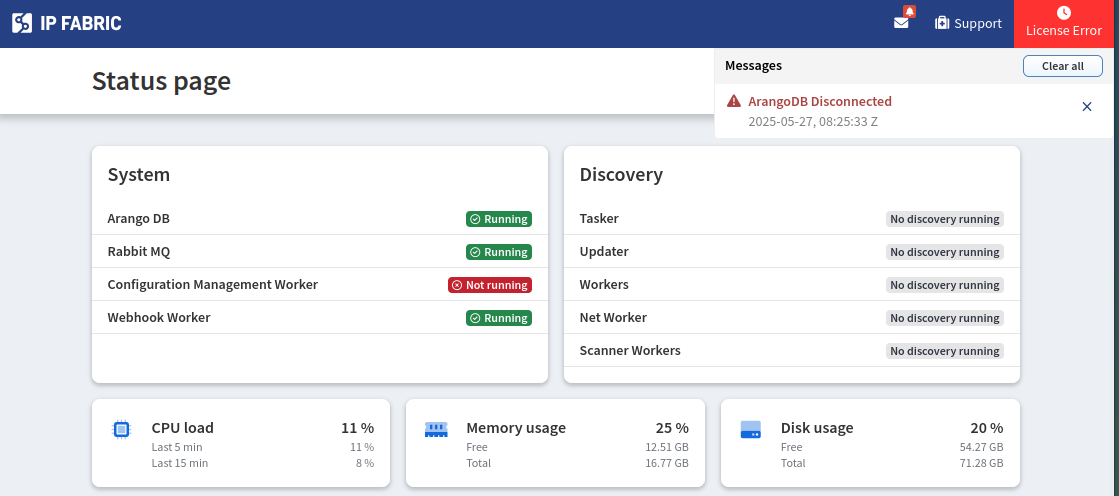 IP FABRIC
Support
License Error
Status page
Messages
Clear all
ArangoDB Disconnected
2025-05-27, 08:25:33 Z
System
Arango DB Running
Rabbit MQ Running
Configuration Management Worker Not running
Webhook Worker Running
Discovery
Tasker No discovery running
Updater No discovery running
Workers No discovery running
Net Worker No discovery running
Scanner Workers No discovery running
CPU load 11 %
Last 5 min 11 %
Last 15 min 8 %
Memory usage 25 %
Free 12.51 GB
Total 16.77 GB
Disk usage 20 %
Free 54.27 GB
Total 71.28 GB